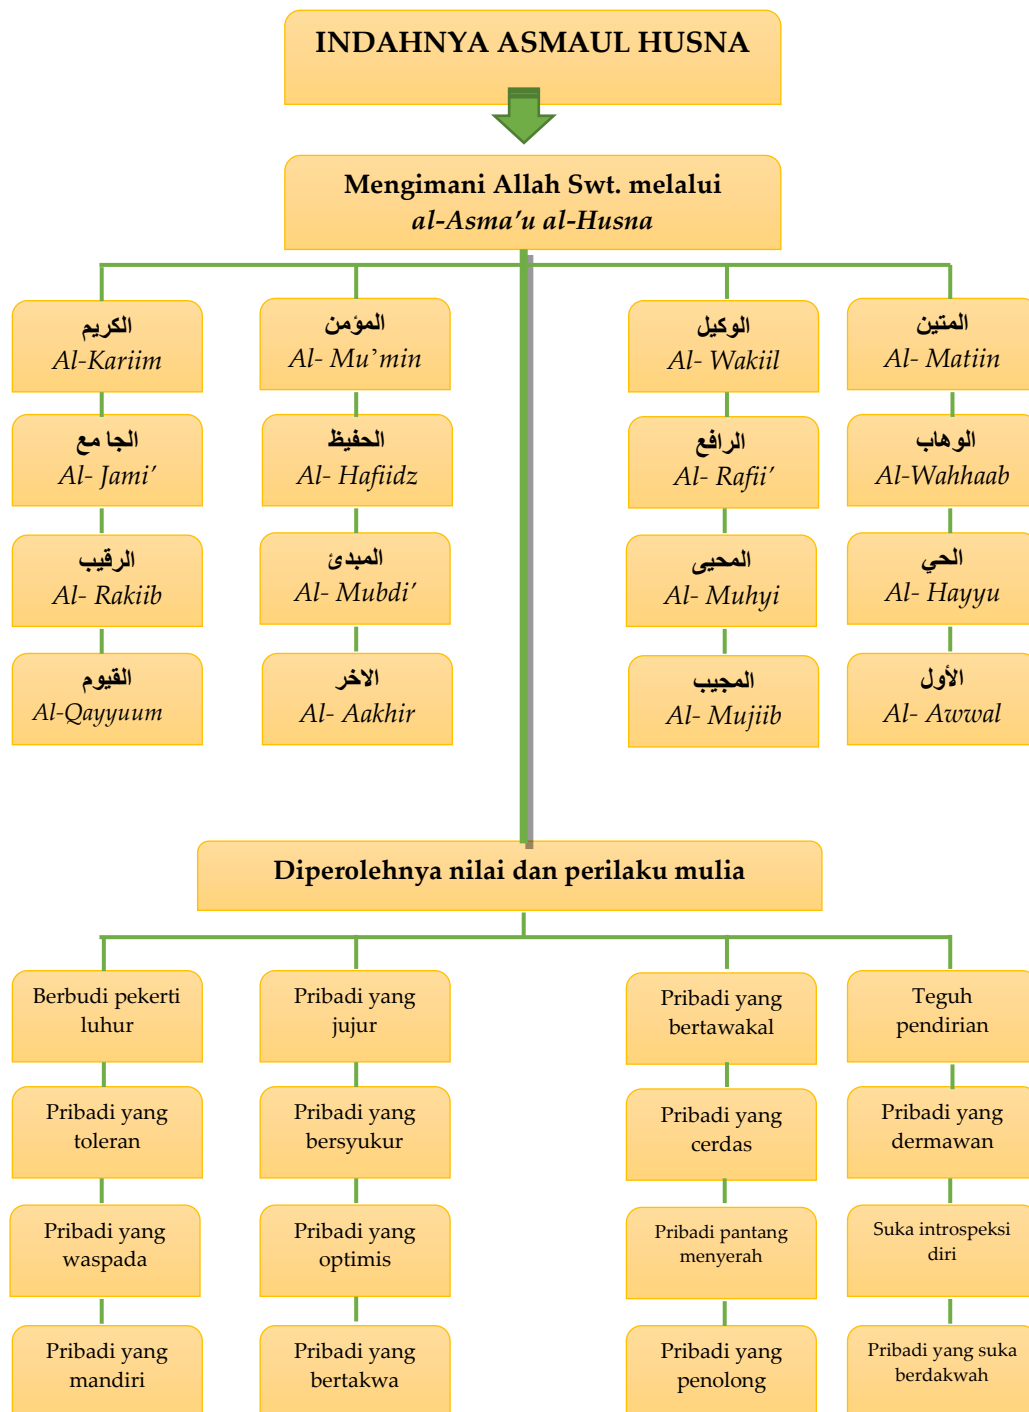 INDAHNYA ASMAUL HUSNA
Mengimani Allah Swt. melalui
al-Asma'u al-Husna
الكريم
Al-Kariim
المؤمن
Al- Mu'min
الوكيل
Al- Wakiil
المتين
Al- Matiin
الجا مع
Al- Jami'
الحفيظ
Al- Hafiidz
الرافع
Al- Rafii'
الوهاب
Al-Wahhaab
الرقيب
Al- Rakiib
المبدئ
Al- Mubdi'
المحيى
Al- Muhyi
الحي
Al- Hayyu
القيوم
Al-Qayyuum
الاخر
Al- Aakhir
المجيب
Al- Mujiib
الأول
Al- Awwal
Diperolehnya nilai dan perilaku mulia
Berbudi pekerti
luhur
Pribadi yang
jujur
Pribadi yang
bertawakal
Teguh
pendirian
Pribadi yang
toleran
Pribadi yang
bersyukur
Pribadi yang
cerdas
Pribadi yang
dermawan
Pribadi yang
waspada
Pribadi yang
optimis
Pribadi pantang
menyerah
Suka introspeksi
diri
Pribadi yang
mandiri
Pribadi yang
bertakwa
Pribadi yang
penolong
Pribadi yang suka
berdakwah